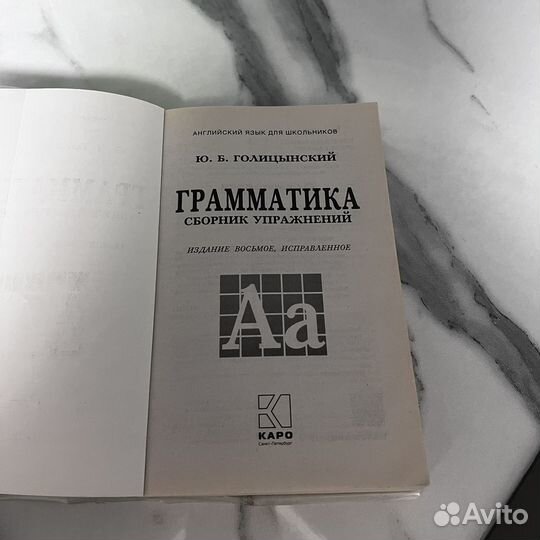 АНГЛИЙСКИЙ ЯЗЫК ДЛЯ ШКОЛЬНИКОВ
Ю. Б. ГОЛИЦЫНСКИЙ
ГРАММАТИКА
СБОРНИК УПРАЖНЕНИЙ
ИЗДАНИЕ ВОСЬМОЕ, ИСПРАВЛЕННОЕ
Aa
КАРО
Санкт-Петербург
Avito